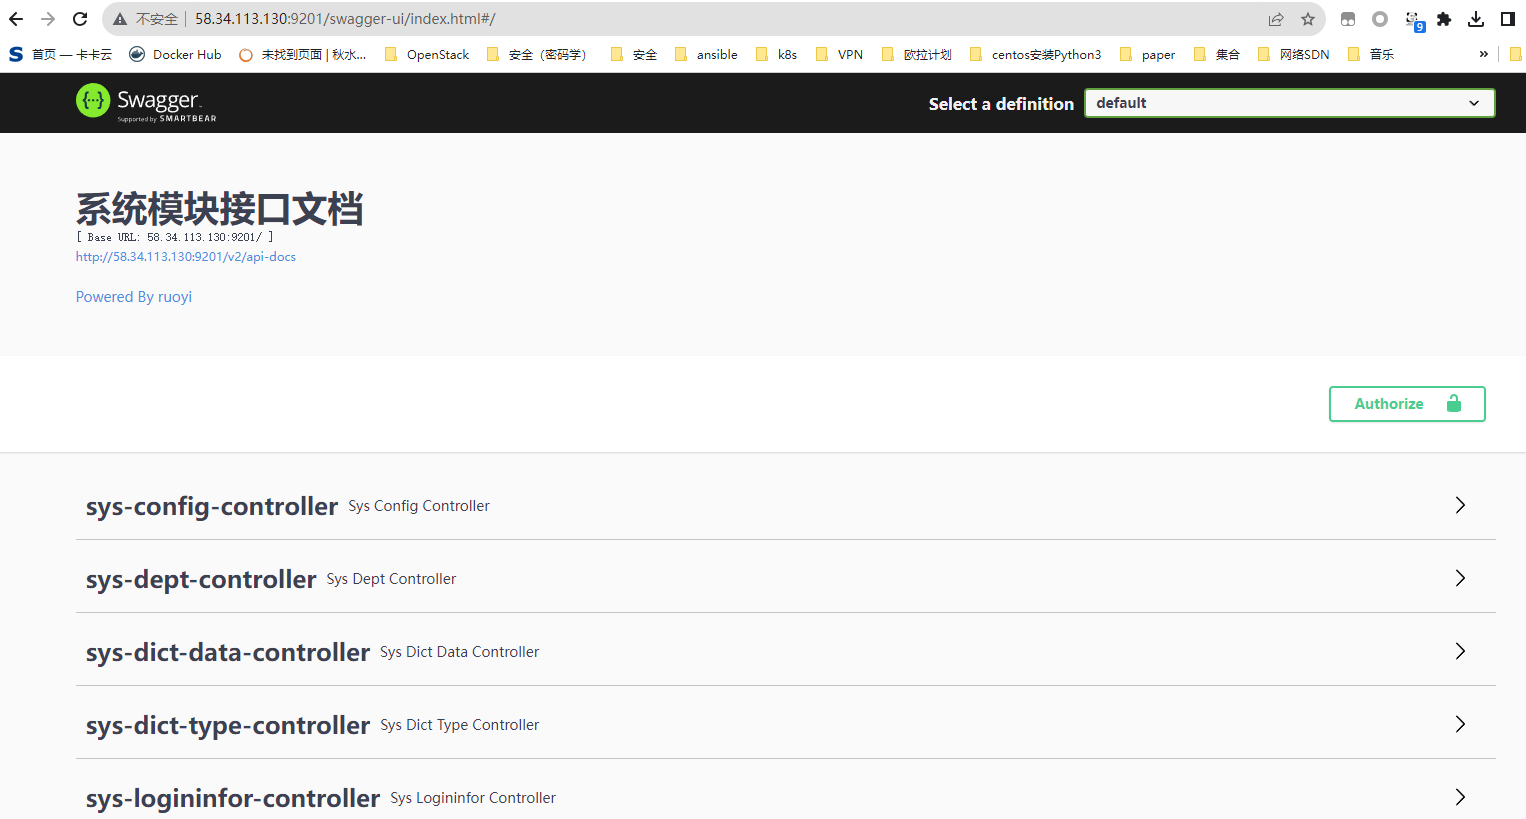 不安全 58.34.113.130:9201/swagger-ui/index.html#/
9
首页 — 卡卡云 Docker Hub 未找到页面 | 秋水... OpenStack 安全（密码学） 安全 ansible k8s VPN 欧拉计划 centos安装Python3 paper 集合 网络SDN 音乐 »
Swagger
Supported by SMARTBEAR
Select a definition default
系统模块接口文档
[ Base URL: 58.34.113.130:9201/ ]
http://58.34.113.130:9201/v2/api-docs
Powered By ruoyi
Authorize
sys-config-controller Sys Config Controller
sys-dept-controller Sys Dept Controller
sys-dict-data-controller Sys Dict Data Controller
sys-dict-type-controller Sys Dict Type Controller
sys-logininfor-controller Sys Logininfor Controller